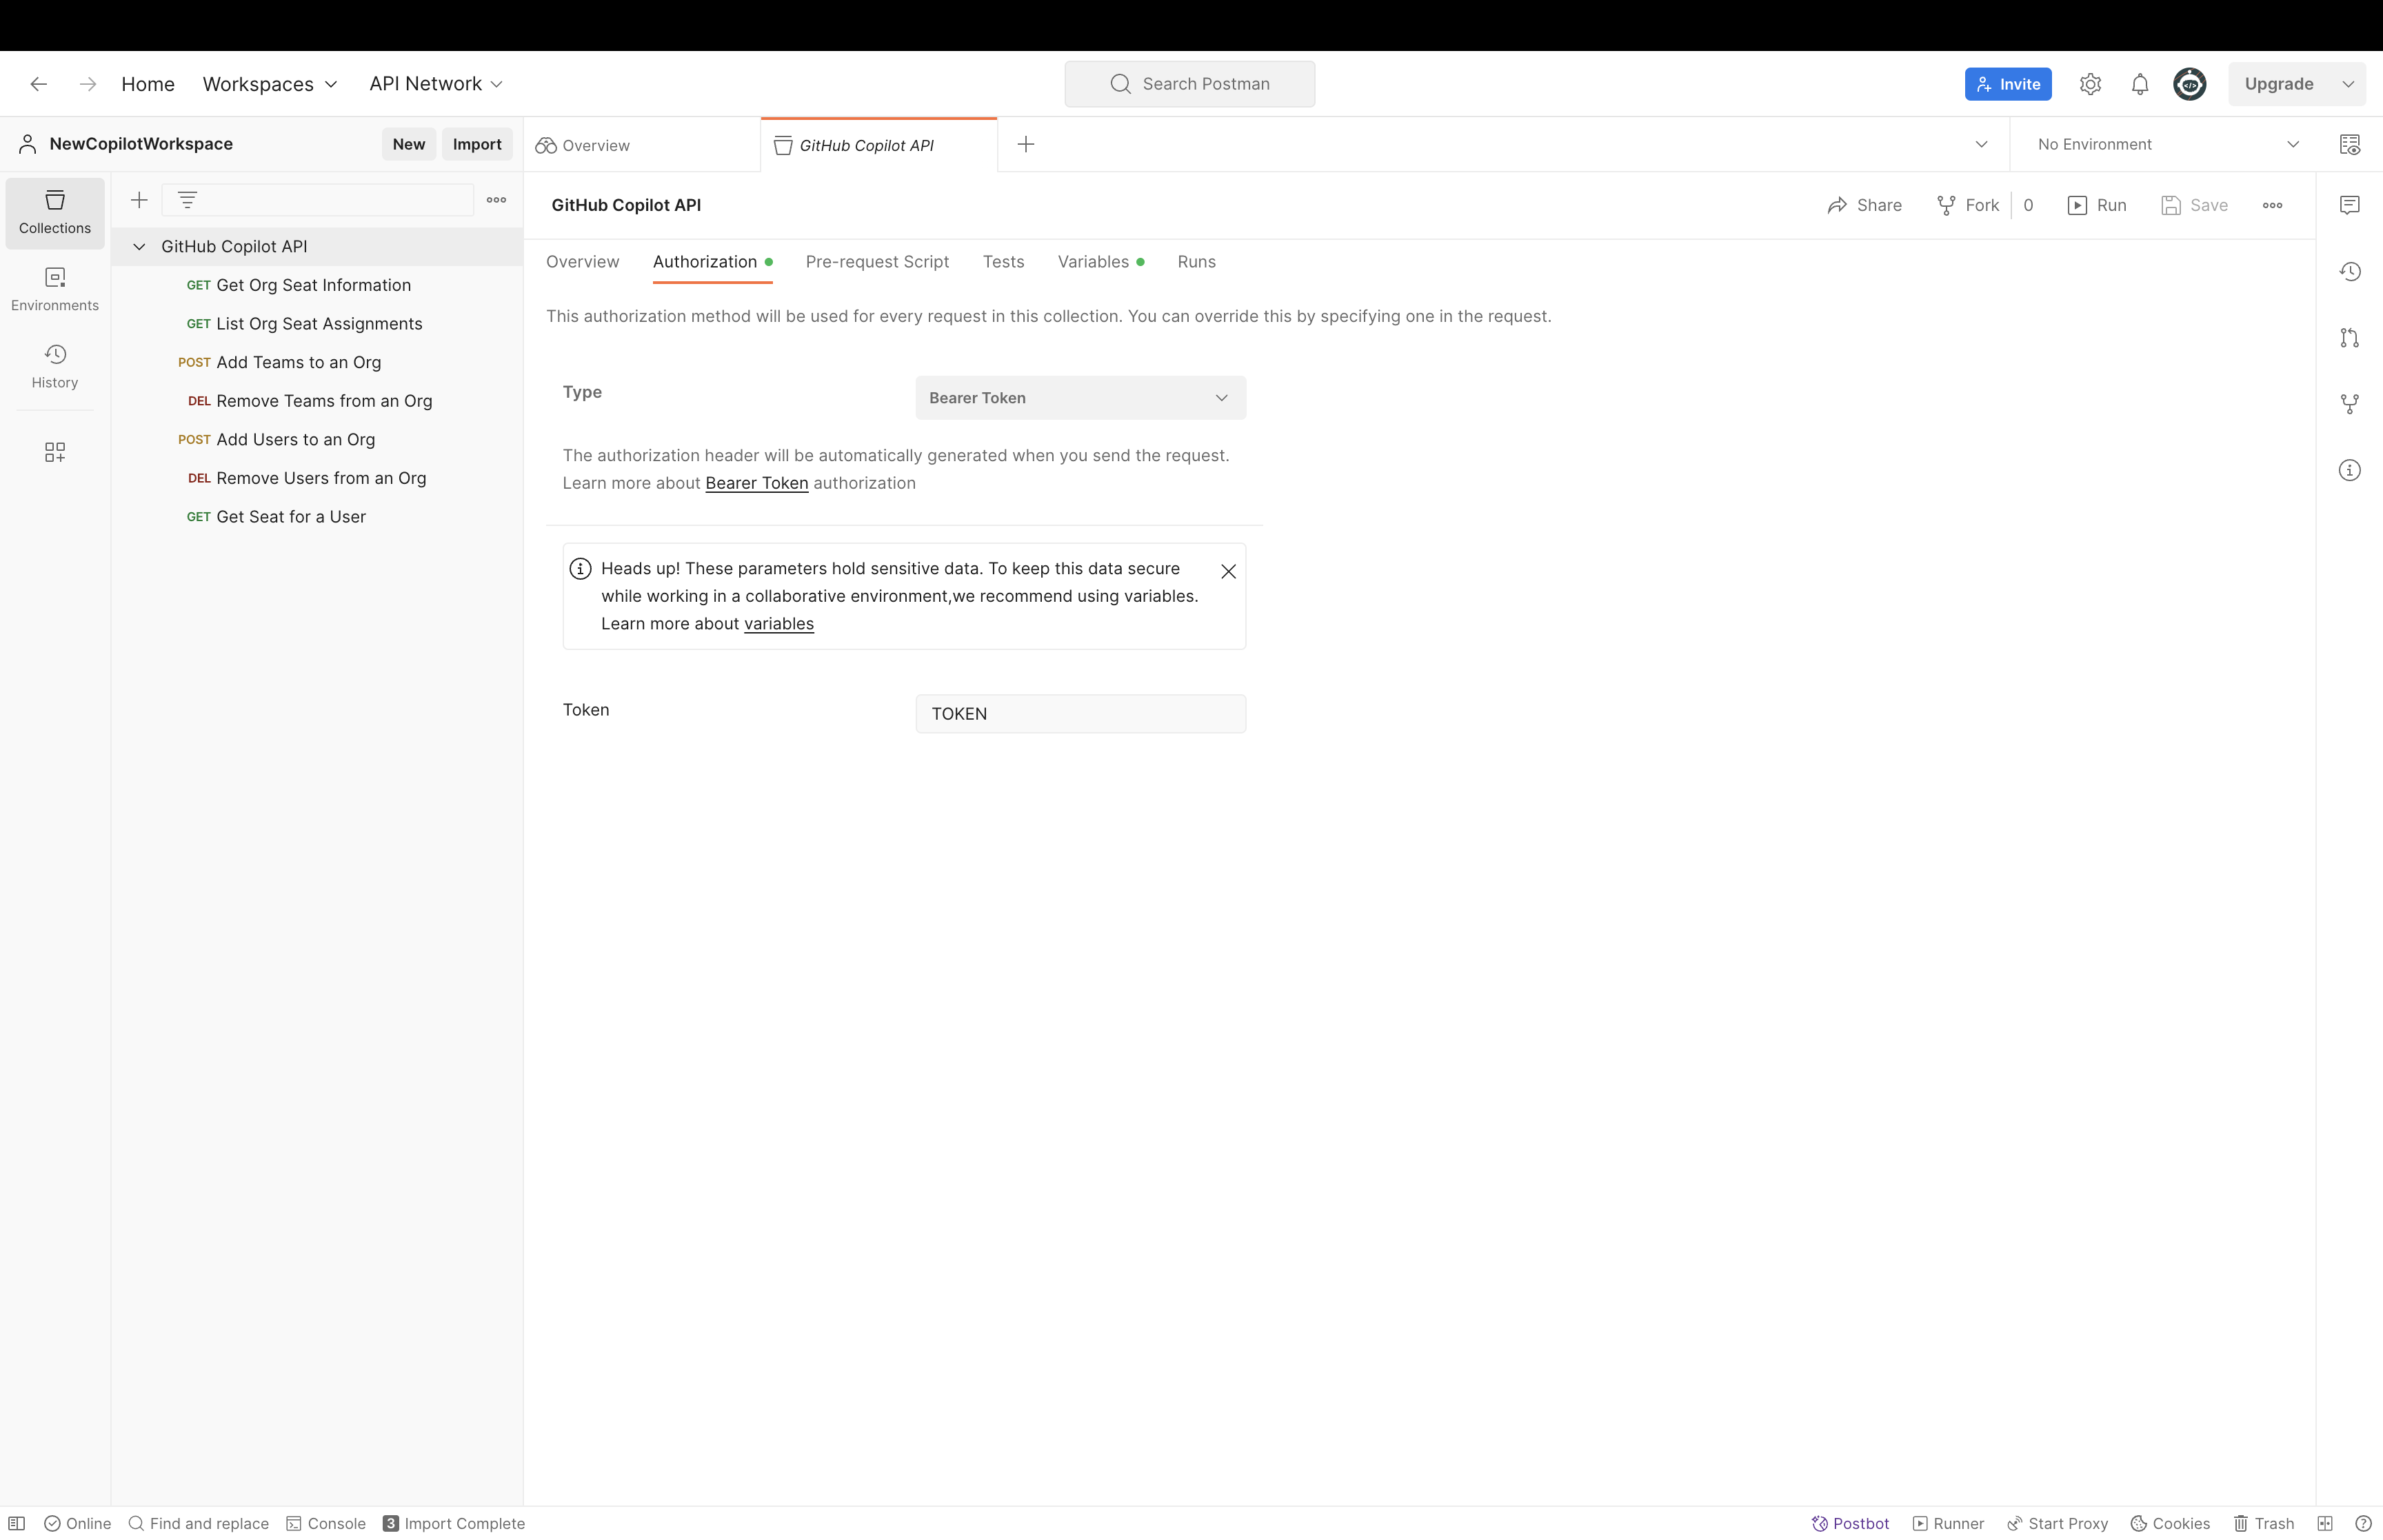 Home Workspaces API Network Search Postman Invite Upgrade
NewCopilotWorkspace New Import Overview GitHub Copilot API No Environment
Collections
Environments
History
GitHub Copilot API
GET Get Org Seat Information
GET List Org Seat Assignments
POST Add Teams to an Org
DEL Remove Teams from an Org
POST Add Users to an Org
DEL Remove Users from an Org
GET Get Seat for a User
GitHub Copilot API Share Fork 0 Run Save
Overview Authorization Pre-request Script Tests Variables Runs
This authorization method will be used for every request in this collection. You can override this by specifying one in the request.
Type Bearer Token
The authorization header will be automatically generated when you send the request.
Learn more about Bearer Token authorization
Heads up! These parameters hold sensitive data. To keep this data secure
while working in a collaborative environment,we recommend using variables.
Learn more about variables
Token TOKEN
Online Find and replace Console 3 Import Complete Postbot Runner Start Proxy Cookies Trash